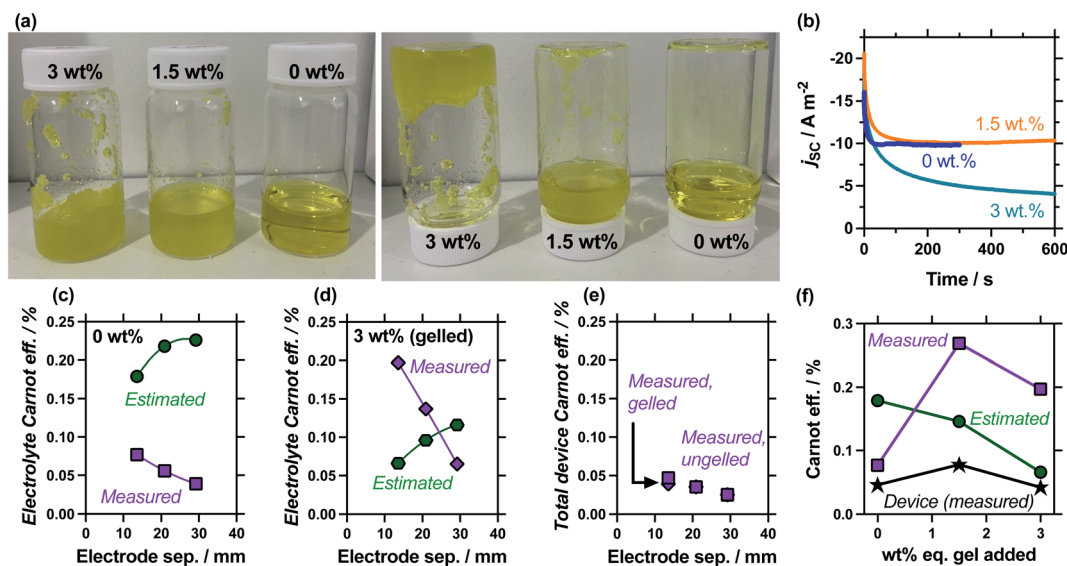 (a)
3 wt%
1.5 wt%
0 wt%
3 wt%
1.5 wt%
0 wt%
(b)
jSC / A m-2
-20
-15
-10
-5
0
1.5 wt.%
0 wt.%
3 wt.%
0 200 400 600
Time / s
(c)
Electrolyte Carnot eff. / %
0.25
0.20
0.15
0.10
0.05
0.00
0 wt%
Estimated
Measured
0 10 20 30 40
Electrode sep. / mm
(d)
Electrolyte Carnot eff. / %
0.25
0.20
0.15
0.10
0.05
0.00
3 wt% (gelled)
Measured
Estimated
0 10 20 30 40
Electrode sep. / mm
(e)
Total device Carnot eff. / %
0.25
0.20
0.15
0.10
0.05
0.00
Measured,
gelled
Measured,
ungelled
0 10 20 30 40
Electrode sep. / mm
(f)
Carnot eff. / %
0.3
0.2
0.1
0.0
Measured
Estimated
Device (measured)
0 1 2 3
wt% eq. gel added